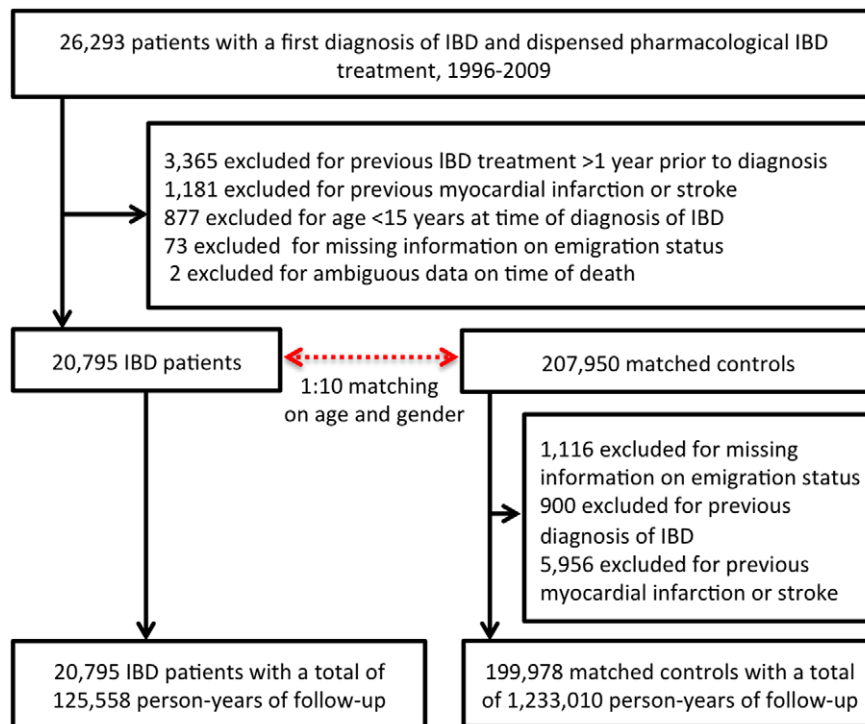 26,293 patients with a first diagnosis of IBD and dispensed pharmacological IBD
treatment, 1996-2009
3,365 excluded for previous IBD treatment >1 year prior to diagnosis
1,181 excluded for previous myocardial infarction or stroke
877 excluded for age <15 years at time of diagnosis of IBD
73 excluded  for missing information on emigration status
2 excluded for ambiguous data on time of death
20,795 IBD patients
1:10 matching
on age and gender
207,950 matched controls
1,116 excluded for missing
information on emigration status
900 excluded for previous
diagnosis of IBD
5,956 excluded for previous
myocardial infarction or stroke
20,795 IBD patients with a total of
125,558 person-years of follow-up
199,978 matched controls with a total
of 1,233,010 person-years of follow-up